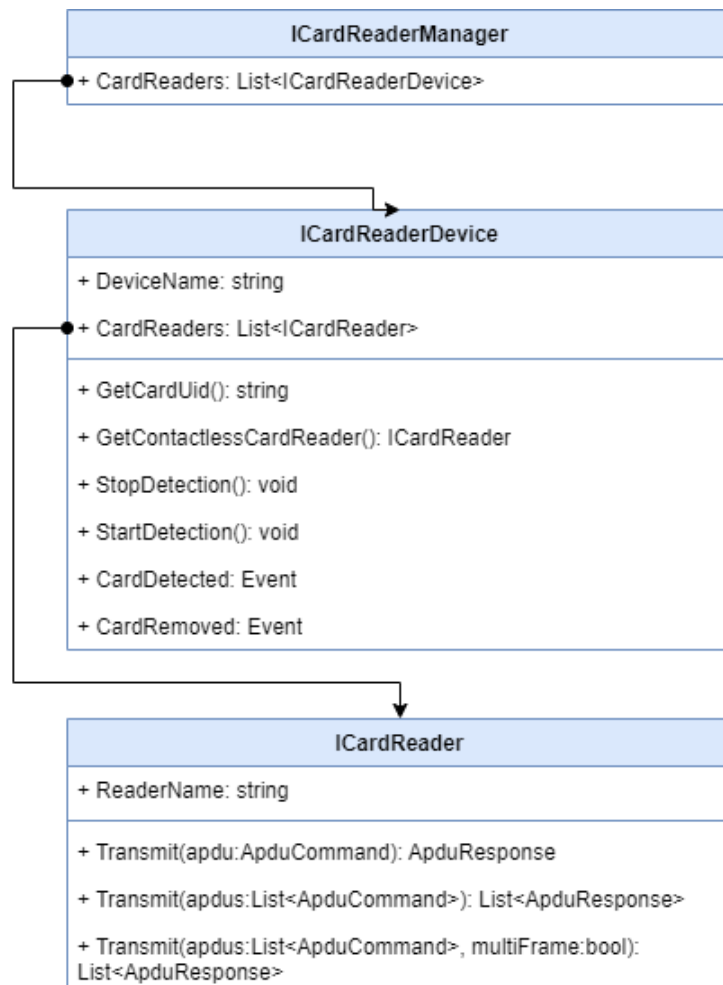 ICardReaderManager
+ CardReaders: List<ICardReaderDevice>
ICardReaderDevice
+ DeviceName: string
+ CardReaders: List<ICardReader>
+ GetCardUid(): string
+ GetContactlessCardReader(): ICardReader
+ StopDetection(): void
+ StartDetection(): void
+ CardDetected: Event
+ CardRemoved: Event
ICardReader
+ ReaderName: string
+ Transmit(apdu:ApduCommand): ApduResponse
+ Transmit(apdus:List<ApduCommand>): List<ApduResponse>
+ Transmit(apdus:List<ApduCommand>, multiFrame:bool):
List<ApduResponse>